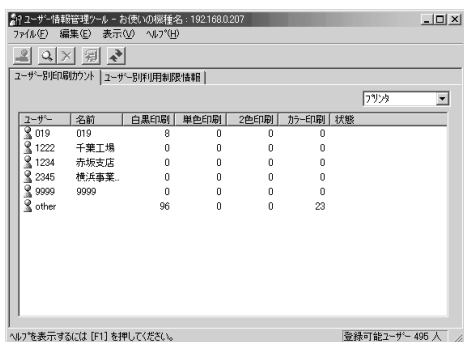 ユーザー情報管理ツール - お使いの機種名 : 192.168.0.207
ファイル(F) 編集(E) 表示(V) ヘルプ(H)
ユーザー別印刷カウント ユーザー別利用制限情報
プリンタ
ユーザー 名前 白黒印刷 単色印刷 2色印刷 カラー印刷 状態
019 019 8 0 0 0
1222 千葉工場 0 0 0 0
1234 赤坂支店 0 0 0 0
2345 横浜事業... 0 0 0 0
9999 9999 0 0 0 0
other 96 0 0 23
ヘルプを表示するには [F1] を押してください。 登録可能ユーザー 495 人